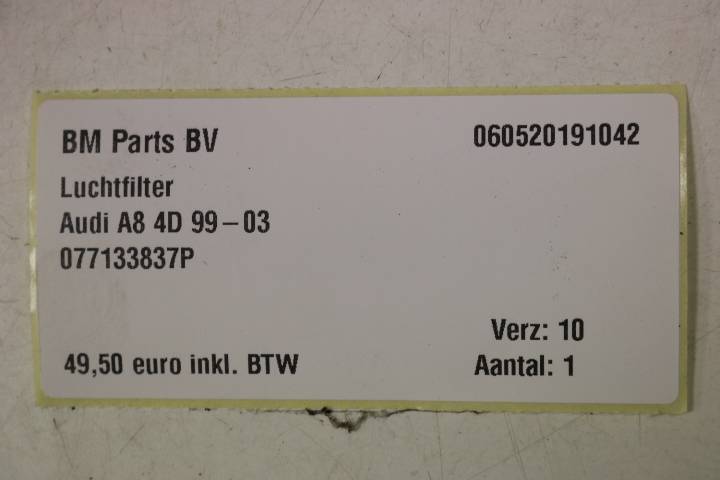 BM Parts BV 060520191042
Luchtfilter
Audi A8 4D 99-03
077133837P
Verz: 10
49,50 euro inkl. BTW Aantal: 1